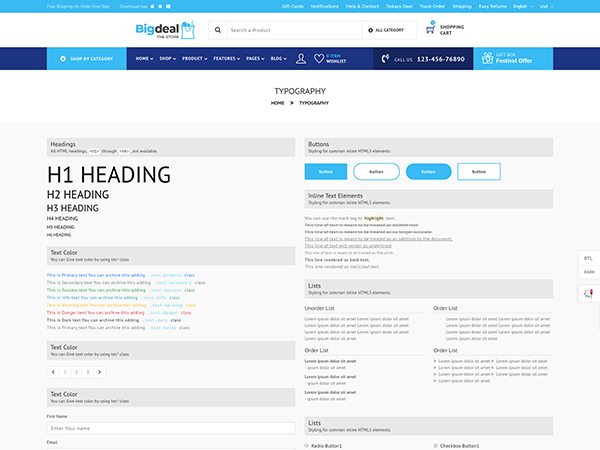 Free Shipping On Order Over $99
Download App
Gift Cards
Notifications
Help & Contact
Todays Deal
Track Order
Shipping
Easy Returns
English
Usd
Bigdeal
THE STORE
Search a Product
ALL CATEGORY
SHOPPING
CART
SHOP BY CATEGORY
HOME
SHOP
PRODUCT
FEATURES
PAGES
BLOG
0 ITEM
WISHLIST
CALL US 123-456-76890
GIFT BOX
Festivel Offer
TYPOGRAPHY
HOME » TYPOGRAPHY
Headings
All HTML headings, <h1> through <h6>, are available.
H1 HEADING
H2 HEADING
H3 HEADING
H4 HEADING
H5 HEADING
H6 HEADING
Text Color
You can Give text color by using txt-* class
This is Primary text You can archive this adding .text-primary class
This is Secondary text You can archive this adding .text-secondary class
This is Success text You can archive this adding .text-success class
This is Info text You can archive this adding .text-info class
This is Warning text You can archive this adding .text-warning class
This is Danger text You can archive this adding .text-danger class
This is Dark text You can archive this adding .text-dark class
This is Primary text You can archive this adding .text-muted class
Text Color
You can Give text color by using txt-* class
1 2 3
Text Color
You can Give text color by using txt-* class
First Name
Enter Your name
Email
Buttons
Styling for common inline HTML5 elements.
button
button
button
button
Inline Text Elements
Styling for common inline HTML5 elements.
You can use the mark tag to highlight text.
This line of text is meant to be treated as deleted text.
This line of text is meant to be treated as no longer accurate.
This line of text is meant to be treated as an addition to the document.
This line of text will render as underlined
This line of text is meant to be treated as fine print.
This line rendered as bold text.
This line rendered as italicized text.
Lists
Styling for common inline HTML5 elements.
Unorder List
Lorem ipsum dolor sit amet Lorem ipsum dolor sit amet
Lorem ipsum dolor sit amet Lorem ipsum dolor sit amet
Lorem ipsum dolor sit amet Lorem ipsum dolor sit amet
Order List
Lorem ipsum dolor sit amet Lorem ipsum dolor sit amet
Lorem ipsum dolor sit amet Lorem ipsum dolor sit amet
Lorem ipsum dolor sit amet Lorem ipsum dolor sit amet
Order List
Lorem ipsum dolor sit amet
Lorem ipsum dolor sit amet
- ipsum dolor sit amet
Lorem ipsum dolor sit amet
- ipsum dolor sit amet
Order List
Lorem ipsum dolor sit amet » Lorem ipsum dolor sit amet
» Lorem ipsum dolor sit amet » Lorem ipsum dolor sit amet
» Lorem ipsum dolor sit amet » Lorem ipsum dolor sit amet
Lists
Styling for common inline HTML5 elements.
Radio Button1
Checkbox Button1
RTL
DARK